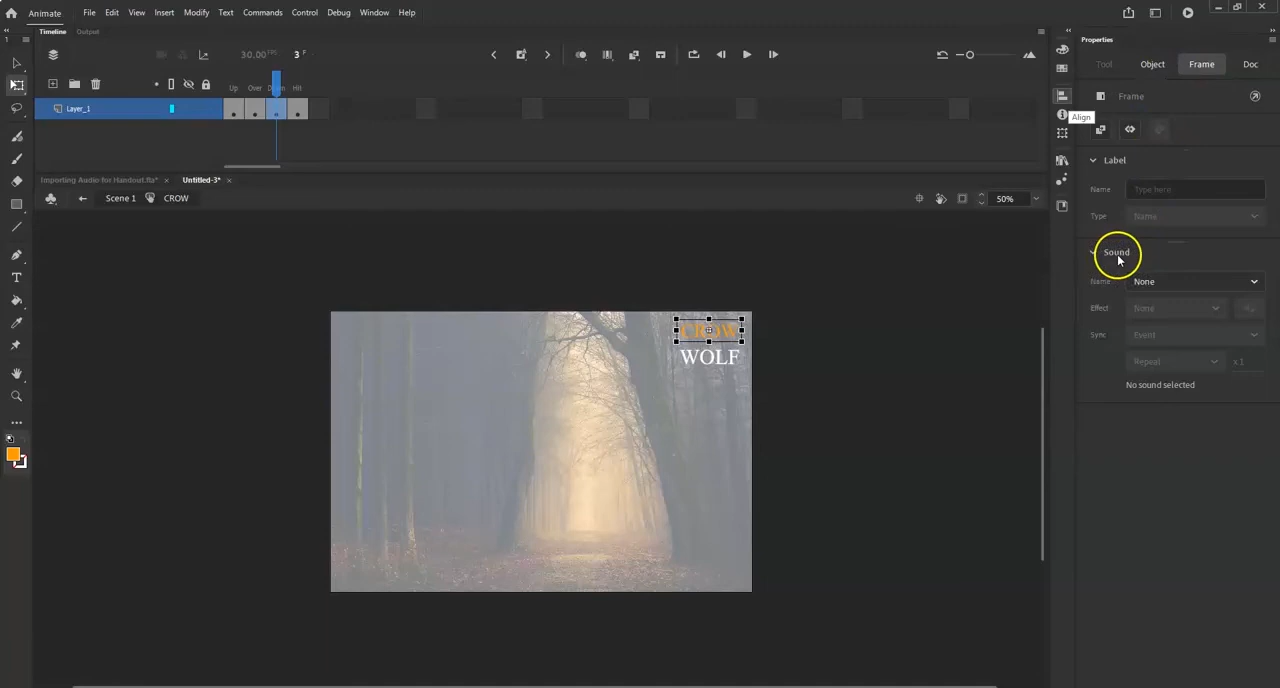 Animate File Edit View Insert Modify Text Commands Control Debug Window Help
Timeline Output
Properties
30.00 FPS 3 F
Tool Object Frame Doc
Up Over Down Hit
Layer_1
Frame
Align
Label
Importing Audio for Handout.fla* × Untitled-3* ×
Name Type here
Scene 1 CROW
50%
Type Name
Sound
Name None
Effect None
CROW
Sync Event
WOLF
Repeat x 1
No sound selected